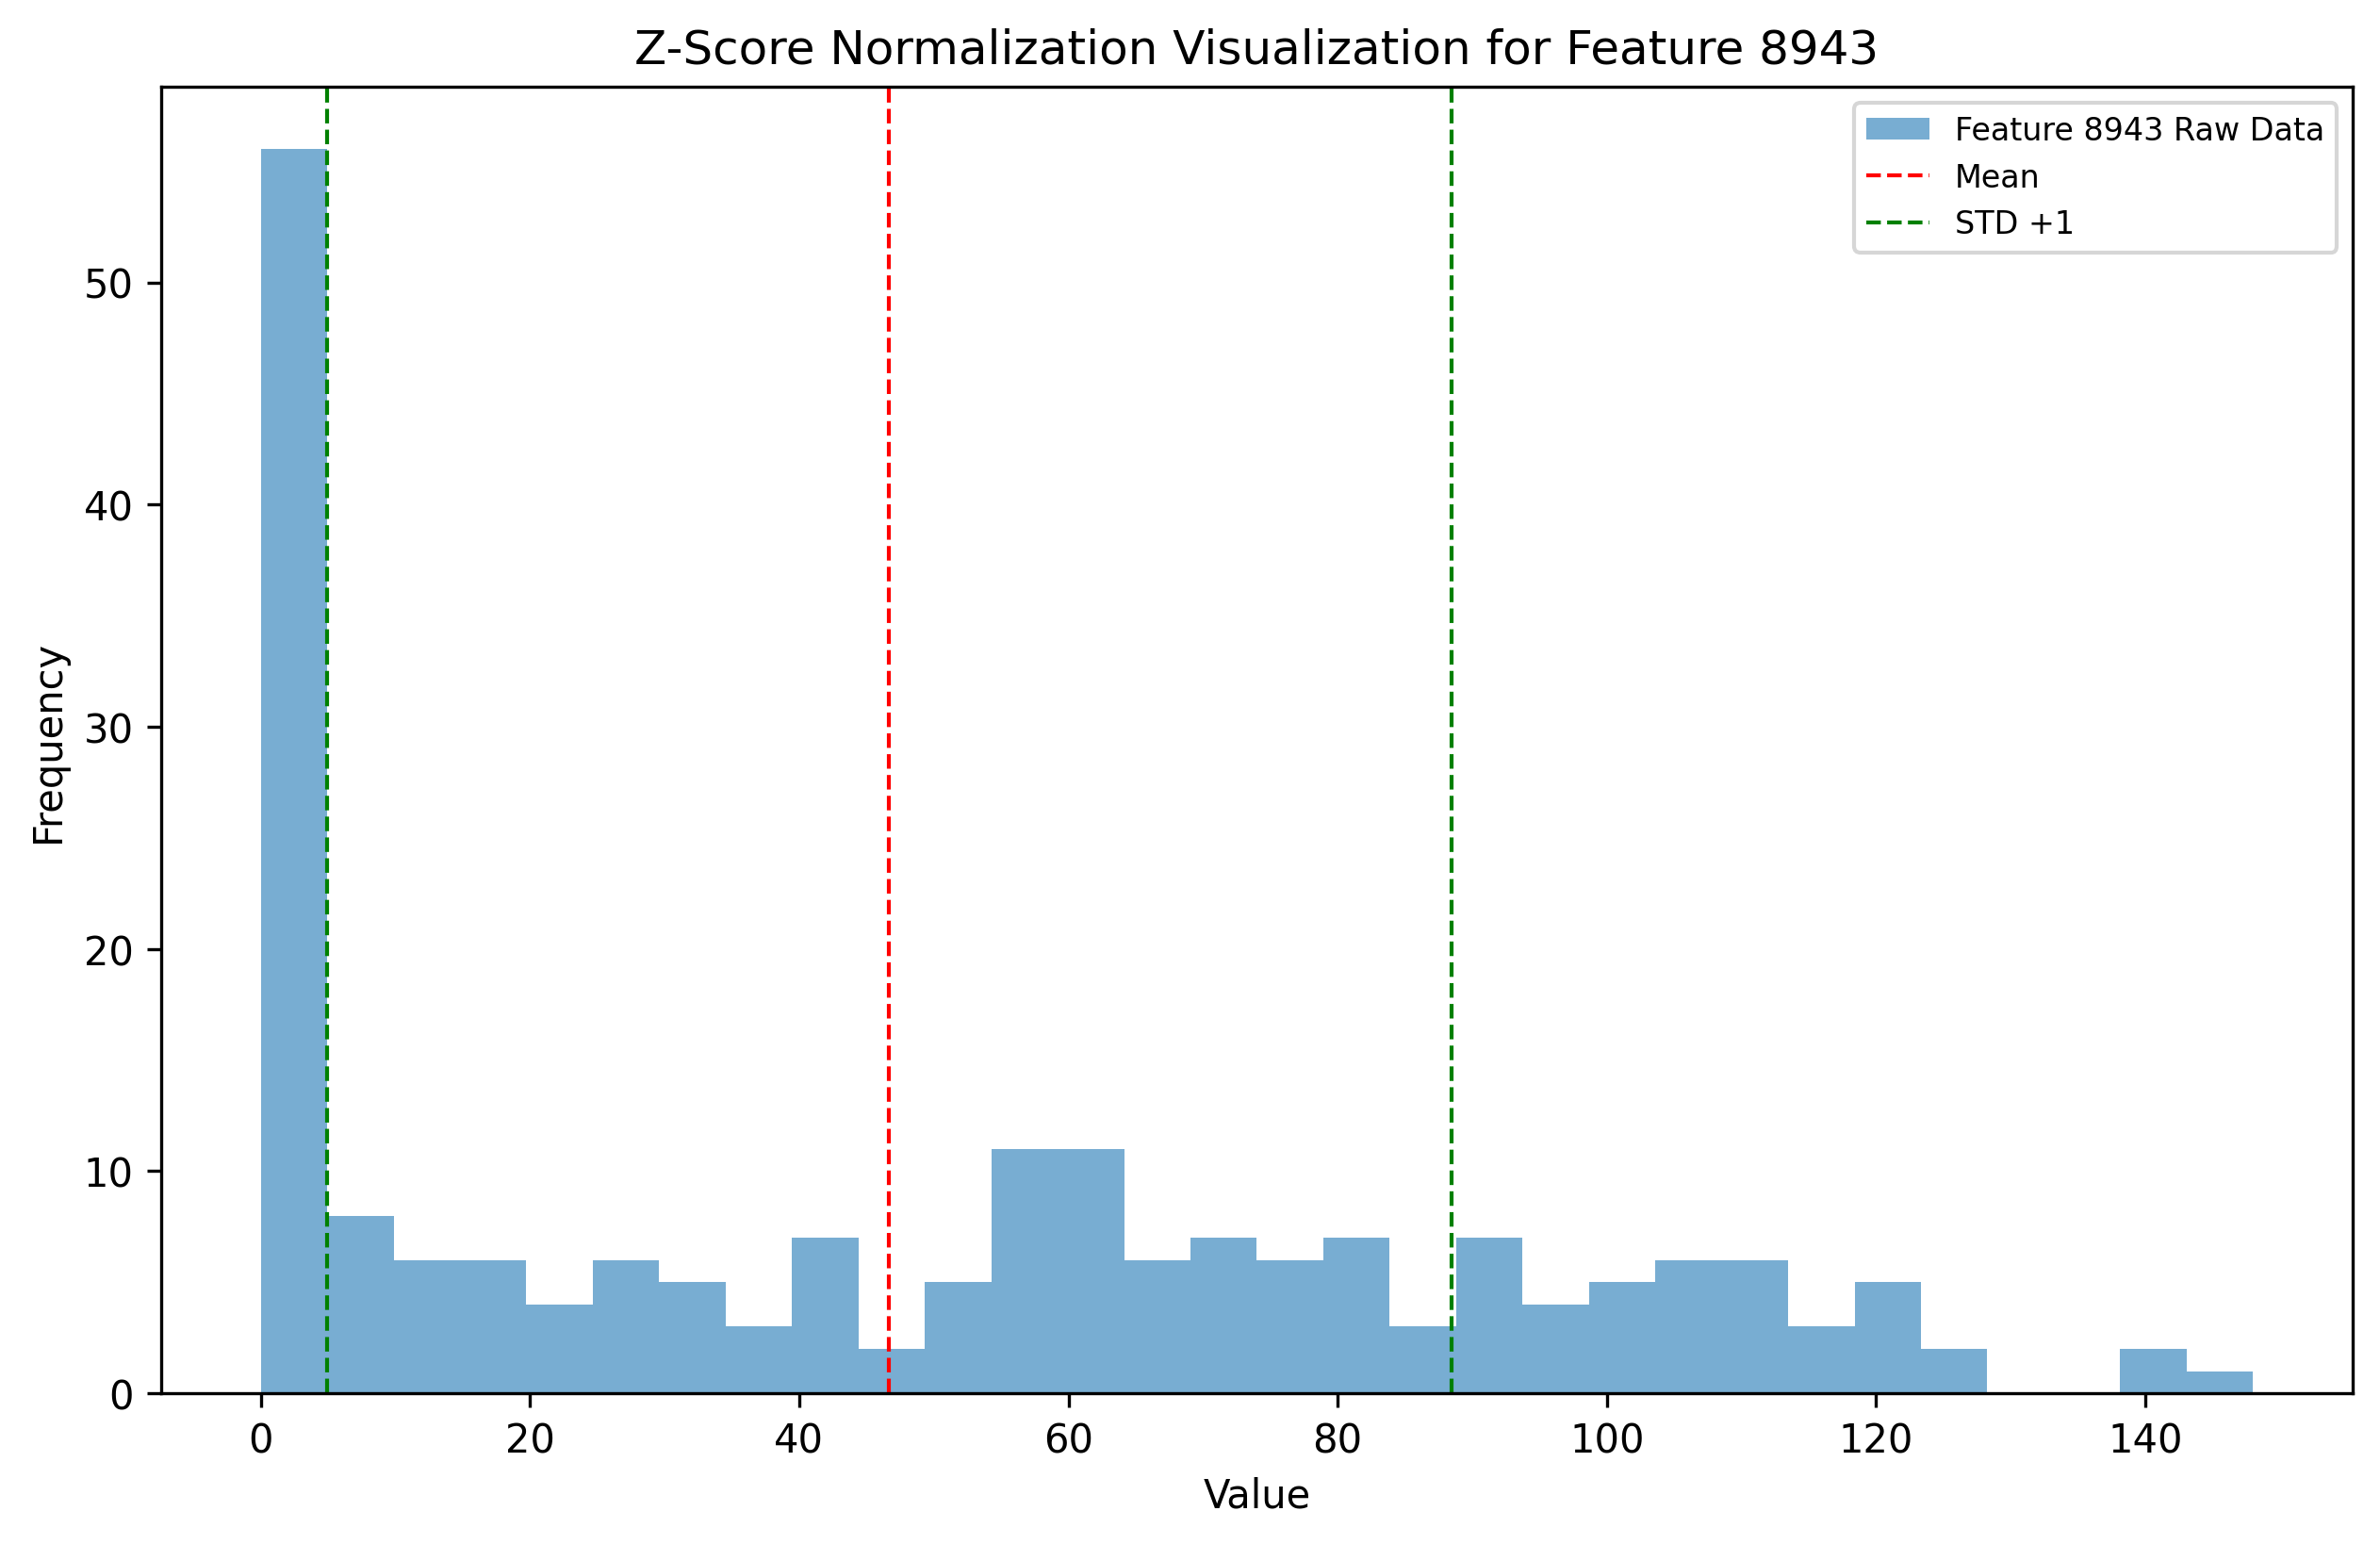 Z-Score Normalization Visualization for Feature 8943
Feature 8943 Raw Data
Mean
STD +1
50
40
30
20
10
0
Frequency
0 20 40 60 80 100 120 140
Value